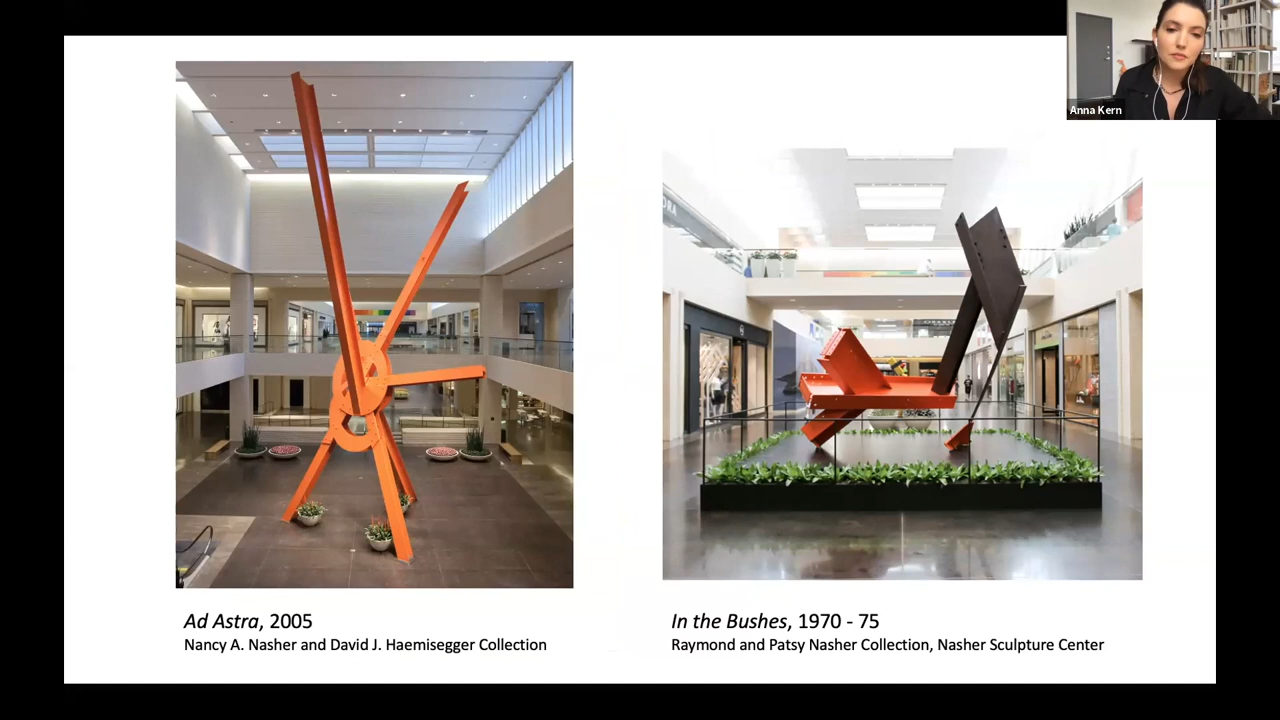 Anna Kern
Ad Astra, 2005
Nancy A. Nasher and David J. Haemisegger Collection
In the Bushes, 1970 - 75
Raymond and Patsy Nasher Collection, Nasher Sculpture Center